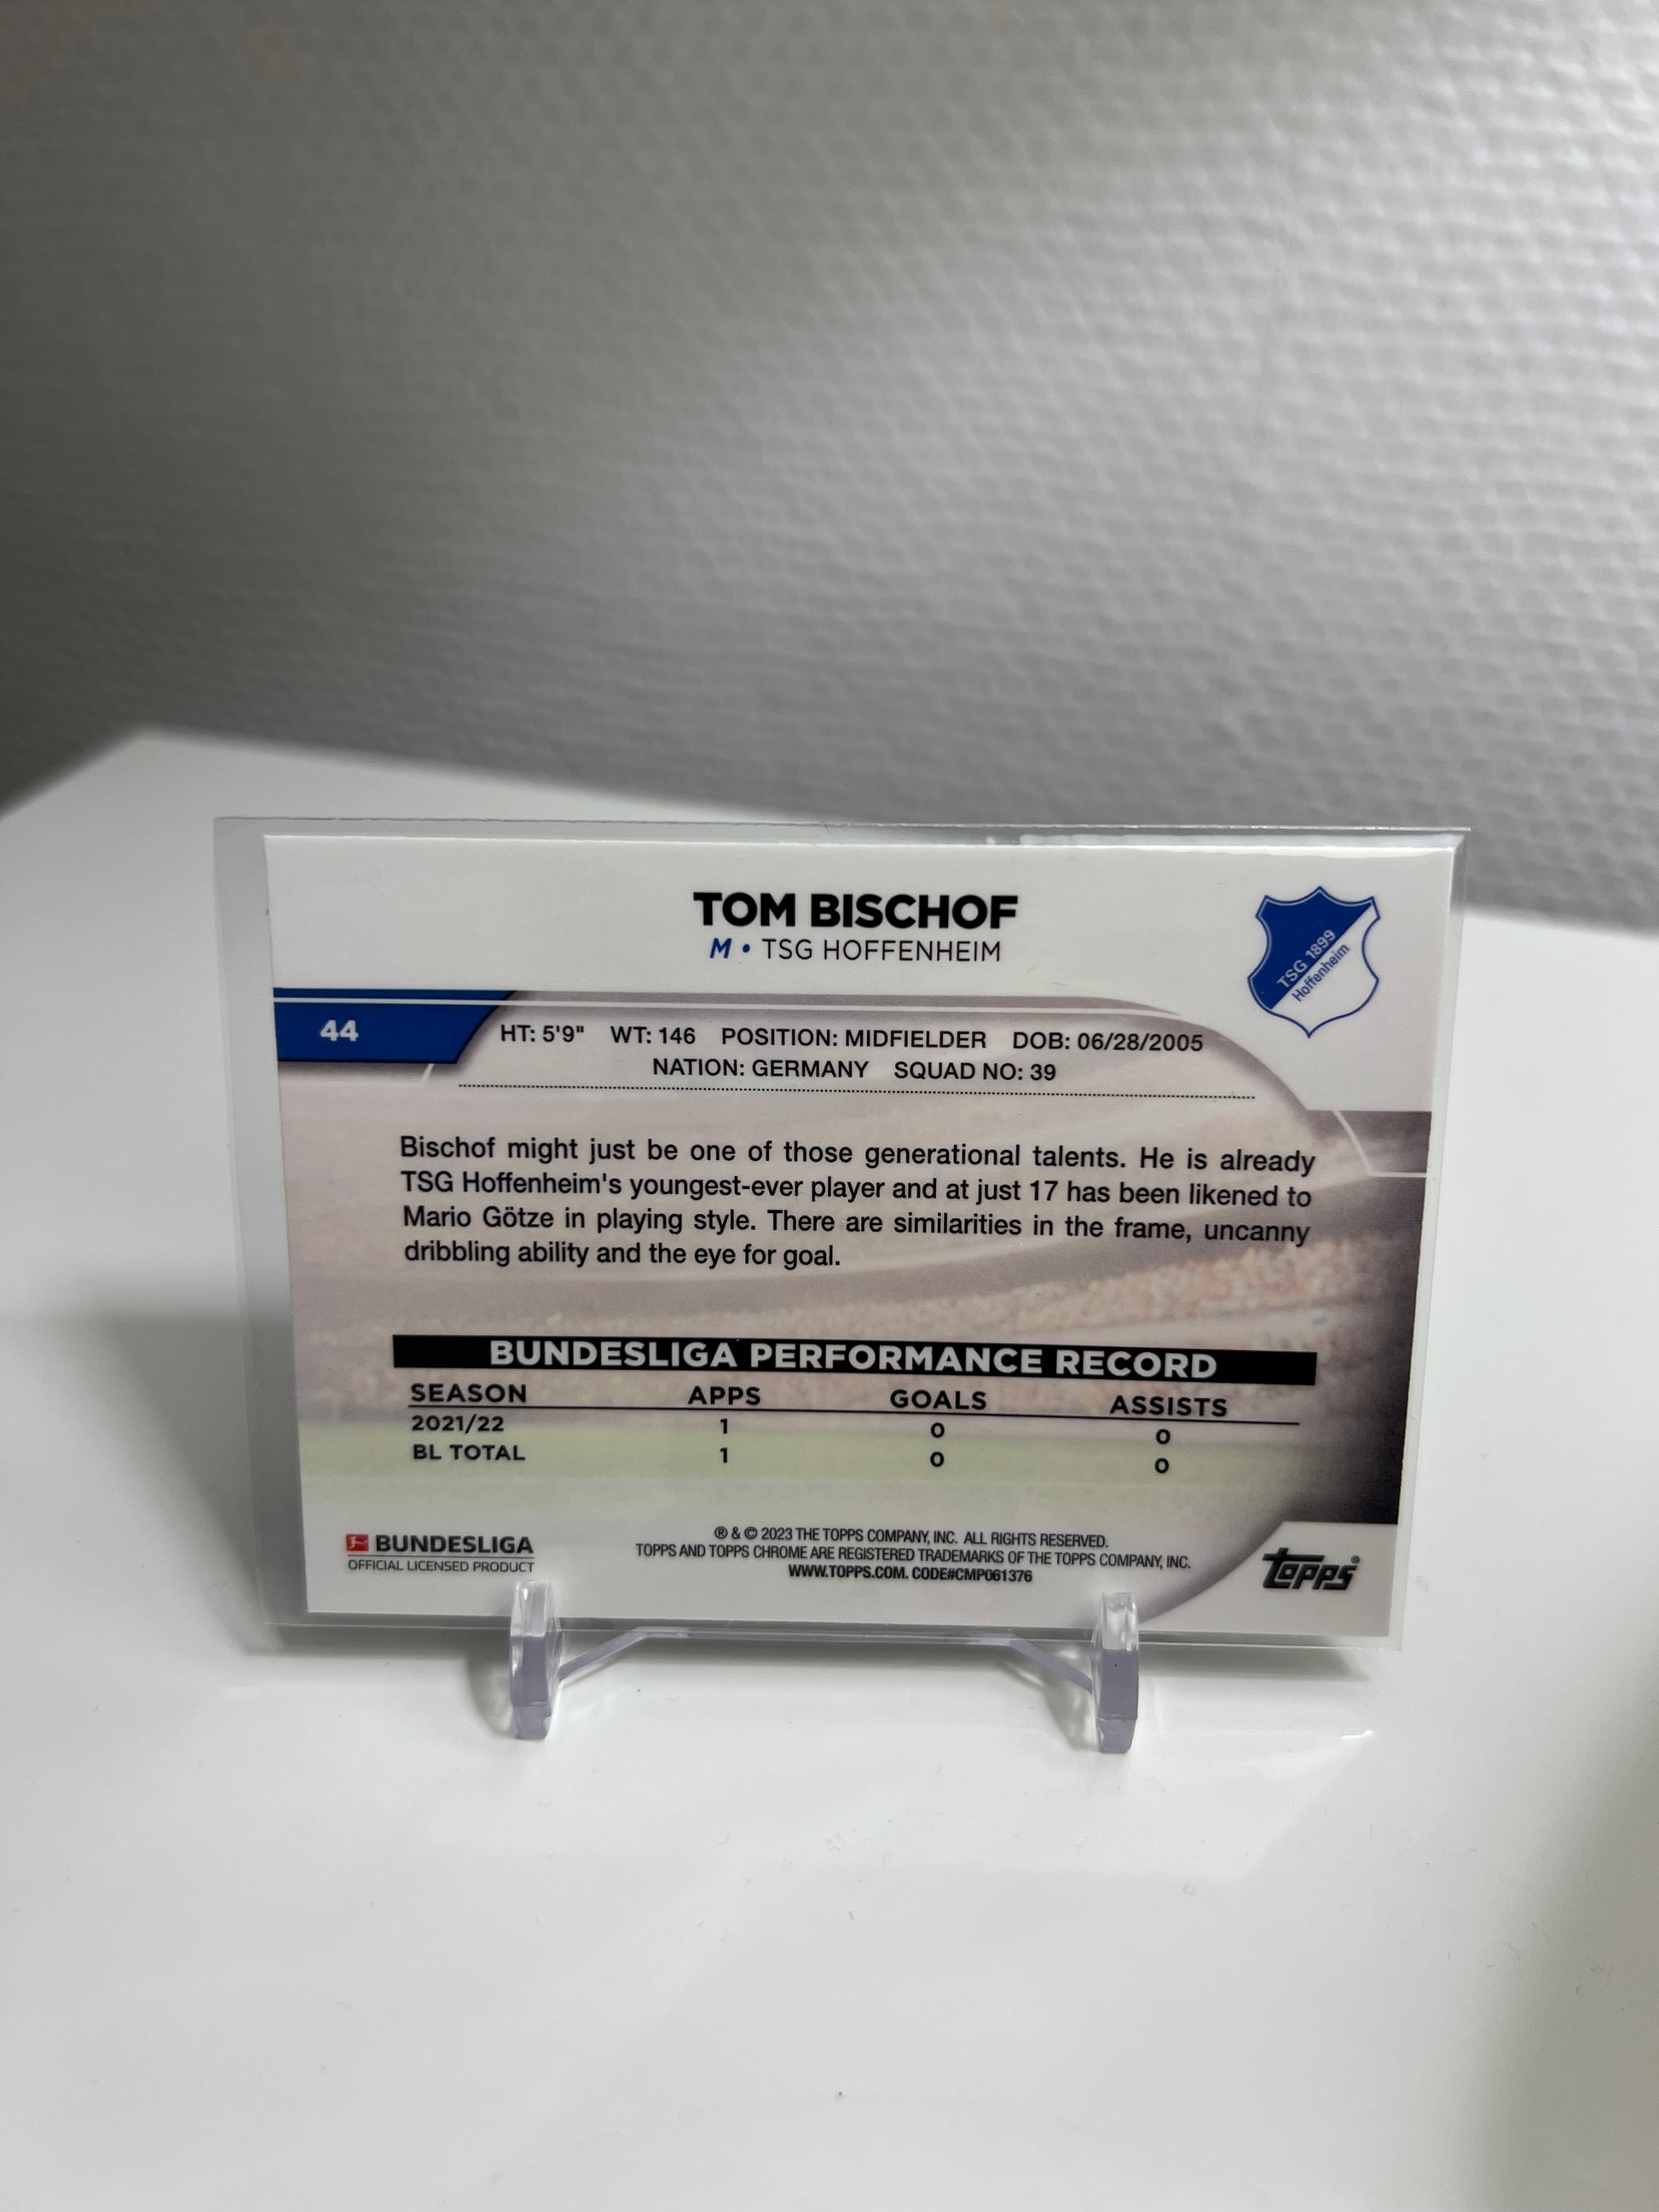 TOM BISCHOF
M • TSG HOFFENHEIM
TSG 1899
Hoffenheim
44
HT: 5'9" WT: 146 POSITION: MIDFIELDER DOB: 06/28/2005
NATION: GERMANY SQUAD NO: 39
Bischof might just be one of those generational talents. He is already
TSG Hoffenheim's youngest-ever player and at just 17 has been likened to
Mario Götze in playing style. There are similarities in the frame, uncanny
dribbling ability and the eye for goal.
BUNDESLIGA PERFORMANCE RECORD
SEASON APPS GOALS ASSISTS
2021/22 1 0 0
BL TOTAL 1 0 0
BUNDESLIGA
OFFICIAL LICENSED PRODUCT
® & © 2023 THE TOPPS COMPANY, INC. ALL RIGHTS RESERVED.
TOPPS AND TOPPS CHROME ARE REGISTERED TRADEMARKS OF THE TOPPS COMPANY, INC.
WWW.TOPPS.COM. CODE#CMP061376
topps®